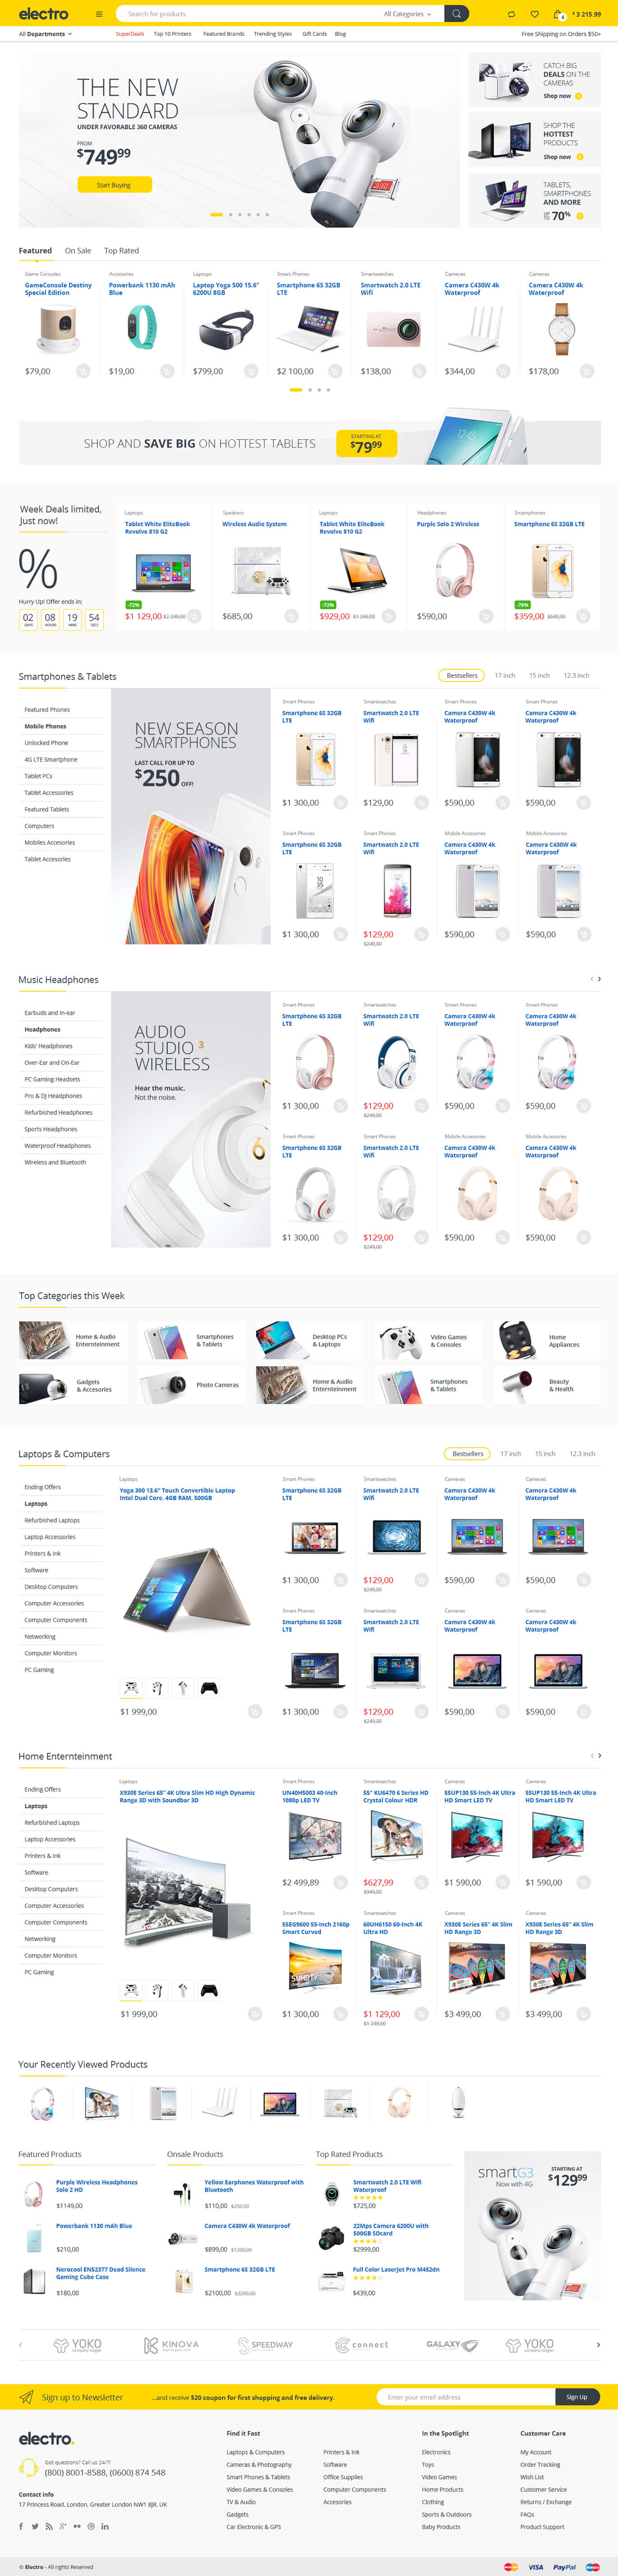 electro
Search for products
All Categories
4
$ 3 215.99
All Departments
SuperDeals
Top 10 Printers
Featured Brands
Trending Styles
Gift Cards
Blog
Free Shipping on Orders $50+
THE NEW
STANDARD
UNDER FAVORABLE 360 CAMERAS
FROM
$749 99
Start Buying
SAMSUNG
CATCH BIG
DEALS ON THE
CAMERAS
Shop now
SHOP THE
HOTTEST
PRODUCTS
Shop now
TABLETS,
SMARTPHONES
AND MORE
UP TO 70%
Featured
On Sale
Top Rated
Game Consoles
GameConsole Destiny
Special Edition
$79,00
Accesories
Powerbank 1130 mAh
Blue
$19,00
Laptops
Laptop Yoga 500 15.6"
6200U 8GB
$799,00
Smart Phones
Smartphone 6S 32GB
LTE
$2 100,00
Smartwatches
Smartwatch 2.0 LTE
Wifi
$138,00
Cameras
Camera C430W 4k
Waterproof
$344,00
Cameras
Camera C430W 4k
Waterproof
$178,00
SHOP AND SAVE BIG ON HOTTEST TABLETS
STARTING AT
$79 99
12:45
Week Deals limited,
Just now!
%
Hurry Up! Offer ends in:
02 08 19 54
DAYS HOURS MINS SECS
Laptops
Tablet White EliteBook
Revolve 810 G2
-72%
$1 129,00 $2 249,00
Speakers
Wireless Audio System
$685,00
Laptops
Tablet White EliteBook
Revolve 810 G2
-72%
$929,00 $1 249,00
Headphones
Purple Solo 2 Wireless
$590,00
Smartphones
Smartphone 6S 32GB LTE
-78%
$359,00 $649,00
Smartphones & Tablets
Bestsellers
17 inch
15 Inch
12.3 inch
Featured Phones
Mobile Phones
Unlocked Phone
4G LTE Smartphone
Tablet PCs
Tablet Accessories
Featured Tablets
Computers
Mobiles Accesories
Tablet Accesories
NEW SEASON
SMARTPHONES
LAST CALL FOR UP TO
$250 OFF!
Smart Phones
Smartphone 6S 32GB
LTE
$1 300,00
Smartwatches
Smartwatch 2.0 LTE
Wifi
$129,00
Smart Phones
Camera C430W 4k
Waterproof
$590,00
Smart Phones
Camera C430W 4k
Waterproof
$590,00
Smart Phones
Smartphone 6S 32GB
LTE
$1 300,00
Smart Phones
Smartwatch 2.0 LTE
Wifi
$129,00
$249,00
Mobile Accesories
Camera C430W 4k
Waterproof
$590,00
Mobile Accesories
Camera C430W 4k
Waterproof
$590,00
Music Headphones
Earbuds and In-ear
Headphones
Kids' Headphones
Over-Ear and On-Ear
PC Gaming Headsets
Pro & DJ Headphones
Refurbished Headphones
Sports Headphones
Waterproof Headphones
Wireless and Bluetooth
AUDIO
STUDIO 3
WIRELESS
Hear the music.
Not the noise.
Smart Phones
Smartphone 6S 32GB
LTE
$1 300,00
Smartwatches
Smartwatch 2.0 LTE
Wifi
$129,00
$249,00
Smart Phones
Camera C430W 4k
Waterproof
$590,00
Smart Phones
Camera C430W 4k
Waterproof
$590,00
Smart Phones
Smartphone 6S 32GB
LTE
$1 300,00
Smart Phones
Smartwatch 2.0 LTE
Wifi
$129,00
$249,00
Mobile Accesories
Camera C430W 4k
Waterproof
$590,00
Mobile Accesories
Camera C430W 4k
Waterproof
$590,00
Top Categories this Week
Home & Audio
Enternteinment
Smartphones
& Tablets
Desktop PCs
& Laptops
Video Games
& Consoles
Home
Appliances
Gadgets
& Accesories
Photo Cameras
Home & Audio
Enternteinment
Smartphones
& Tablets
Beauty
& Health
Laptops & Computers
Bestsellers
17 inch
15 inch
12.3 inch
Ending Offers
Laptops
Refurbished Laptops
Laptop Accessories
Printers & Ink
Software
Desktop Computers
Computer Accessories
Computer Components
Networking
Computer Monitors
PC Gaming
Laptops
Yoga 300 13.6" Touch Convertible Laptop
Intel Dual Core, 4GB RAM, 500GB
$1 999,00
Smart Phones
Smartphone 6S 32GB
LTE
$1 300,00
Smartwatches
Smartwatch 2.0 LTE
Wifi
$129,00
$249,00
Cameras
Camera C430W 4k
Waterproof
$590,00
Cameras
Camera C430W 4k
Waterproof
$590,00
Smart Phones
Smartphone 6S 32GB
LTE
$1 300,00
Smartwatches
Smartwatch 2.0 LTE
Wifi
$129,00
$249,00
Cameras
Camera C430W 4k
Waterproof
$590,00
Cameras
Camera C430W 4k
Waterproof
$590,00
Home Enternteinment
Ending Offers
Laptops
Refurbished Laptops
Laptop Accessories
Printers & Ink
Software
Desktop Computers
Computer Accessories
Computer Components
Networking
Computer Monitors
PC Gaming
Laptops
X930E Series 65" 4K Ultra Slim HD High Dynamic
Range 3D with Soundbar 3D
$1 999,00
Smart Phones
UN40H5003 40-Inch
1080p LED TV
$2 499,89
Smartwatches
55" KU6470 6 Series HD
Crystal Colour HDR
$627,99
$949,00
Cameras
55UP130 55-Inch 4K Ultra
HD Smart LED TV
$1 590,00
Cameras
55UP130 55-Inch 4K Ultra
HD Smart LED TV
$1 590,00
Smart Phones
55EG9600 55-Inch 2160p
Smart Curved
SUHD TV
$1 300,00
Smartwatches
60UH6150 60-Inch 4K
Ultra HD
$1 129,00
$1 249,00
Cameras
X930E Series 65" 4K Slim
HD Range 3D
$3 499,00
Cameras
X930E Series 65" 4K Slim
HD Range 3D
$3 499,00
Your Recently Viewed Products
Featured Products
Purple Wireless Headphones
Solo 2 HD
$1149,00
Powerbank 1130 mAh Blue
$210,00
Nerocool EN52377 Dead Silence
Gaming Cube Case
$180,00
Onsale Products
Yellow Earphones Waterproof with
Bluetooth
$110,00 $250,00
Camera C430W 4k Waterproof
$899,00 $1200,00
Smartphone 6S 32GB LTE
$2100,00 $3299,00
Top Rated Products
Smartwatch 2.0 LTE Wifi
Waterproof
$725,00
22Mps Camera 6200U with
500GB SDcard
$2999,00
Full Color LaserJet Pro M452dn
$439,00
smartG3
Now with 4G
STARTING AT
$129 99
YOKO
KINOVA
SPEEDWAY
connect
GALAXY
YOKO
Sign up to Newsletter
...and receive $20 coupon for first shopping and free delivery.
Enter your email address
Sign Up
electro.
Got questions? Call us 24/7!
(800) 8001-8588, (0600) 874 548
Contact info
17 Princess Road, London, Greater London NW1 8JR, UK
Find it Fast
Laptops & Computers
Cameras & Photography
Smart Phones & Tablets
Video Games & Consoles
TV & Audio
Gadgets
Car Electronic & GPS
Printers & Ink
Software
Office Supplies
Computer Components
Accesories
In the Spotlight
Electronics
Toys
Video Games
Home Products
Clothing
Sports & Outdoors
Baby Products
Customer Care
My Account
Order Tracking
Wish List
Customer Service
Returns / Exchange
FAQs
Product Support
© Electro - All rights Reserved
VISA
PayPal